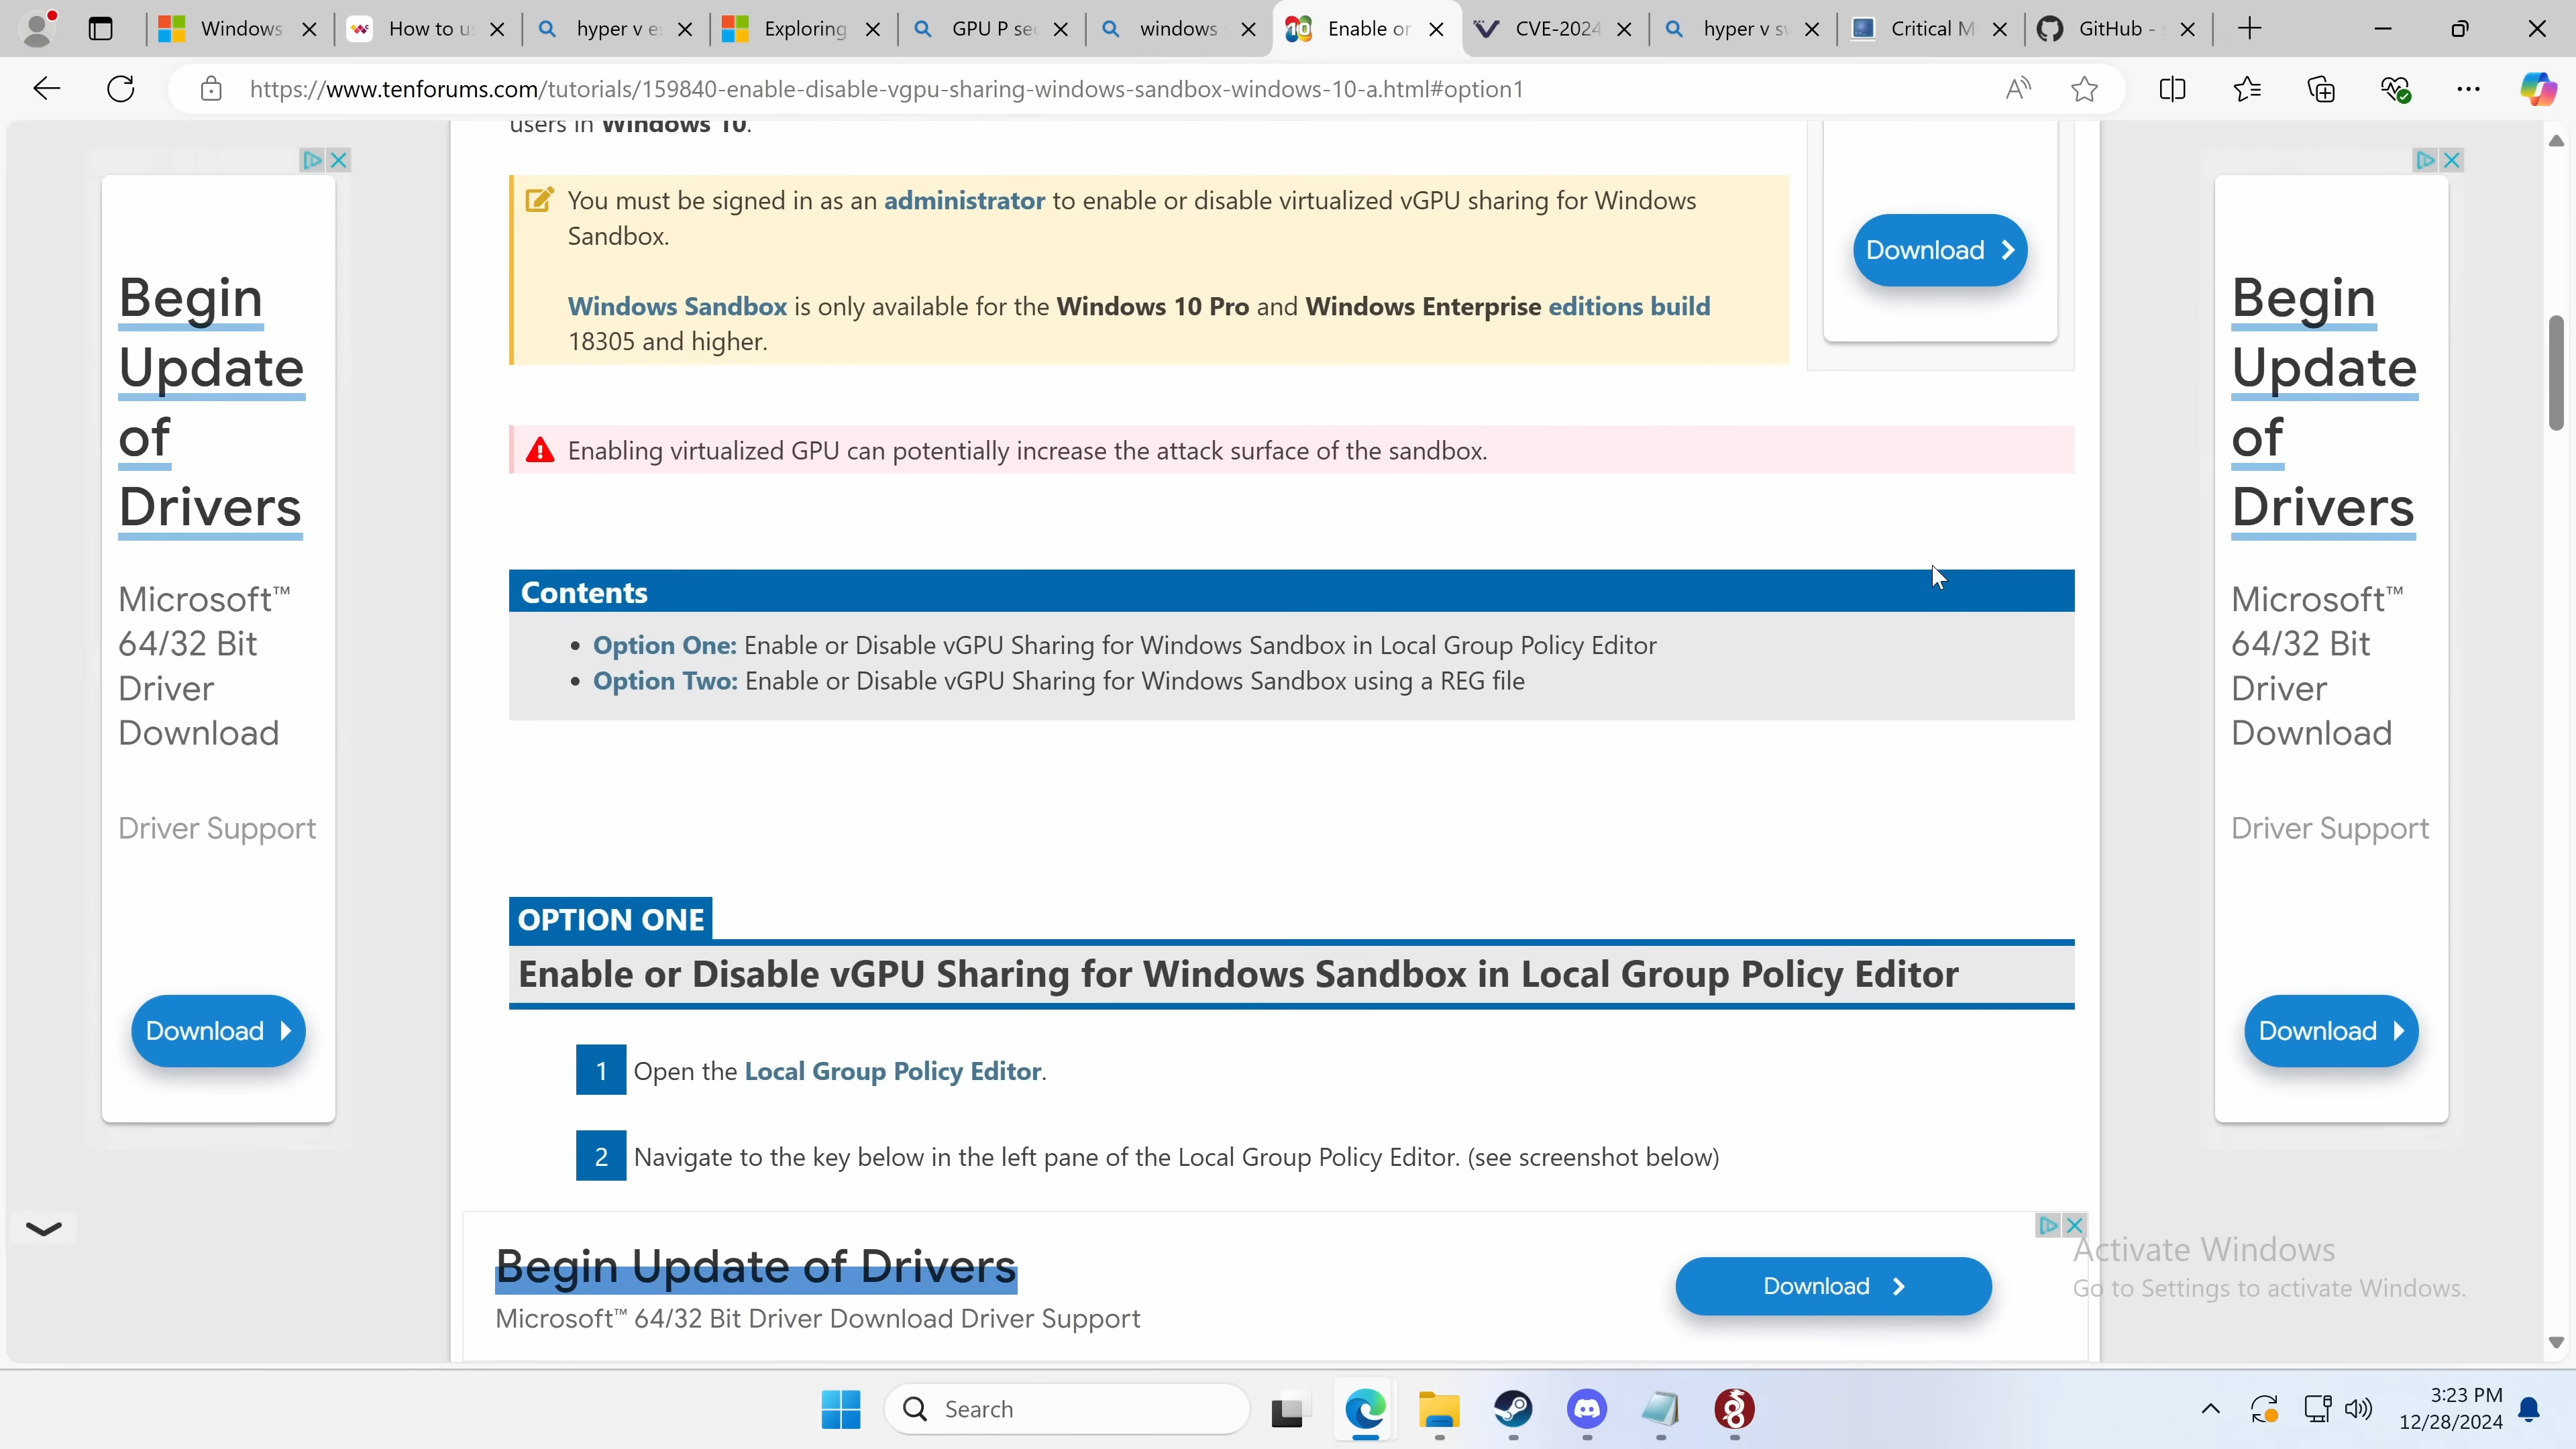 Windows
How to u
hyper v e
Exploring
GPU P se
windows
Enable or
CVE-2024
hyper v sv
Critical M
GitHub -
https://www.tenforums.com/tutorials/159840-enable-disable-vgpu-sharing-windows-sandbox-windows-10-a.html#option1
users in Windows 10.
You must be signed in as an administrator to enable or disable virtualized vGPU sharing for Windows
Sandbox.
Windows Sandbox is only available for the Windows 10 Pro and Windows Enterprise editions build
18305 and higher.
Download
Enabling virtualized GPU can potentially increase the attack surface of the sandbox.
Contents
• Option One: Enable or Disable vGPU Sharing for Windows Sandbox in Local Group Policy Editor
• Option Two: Enable or Disable vGPU Sharing for Windows Sandbox using a REG file
OPTION ONE
Enable or Disable vGPU Sharing for Windows Sandbox in Local Group Policy Editor
1 Open the Local Group Policy Editor.
2 Navigate to the key below in the left pane of the Local Group Policy Editor. (see screenshot below)
Begin
Update
of
Drivers
Microsoft™
64/32 Bit
Driver
Download
Driver Support
Download
Begin
Update
of
Drivers
Microsoft™
64/32 Bit
Driver
Download
Driver Support
Download
Begin Update of Drivers
Microsoft™ 64/32 Bit Driver Download Driver Support
Download
Activate Windows
Go to Settings to activate Windows.
Search
3:23 PM
12/28/2024